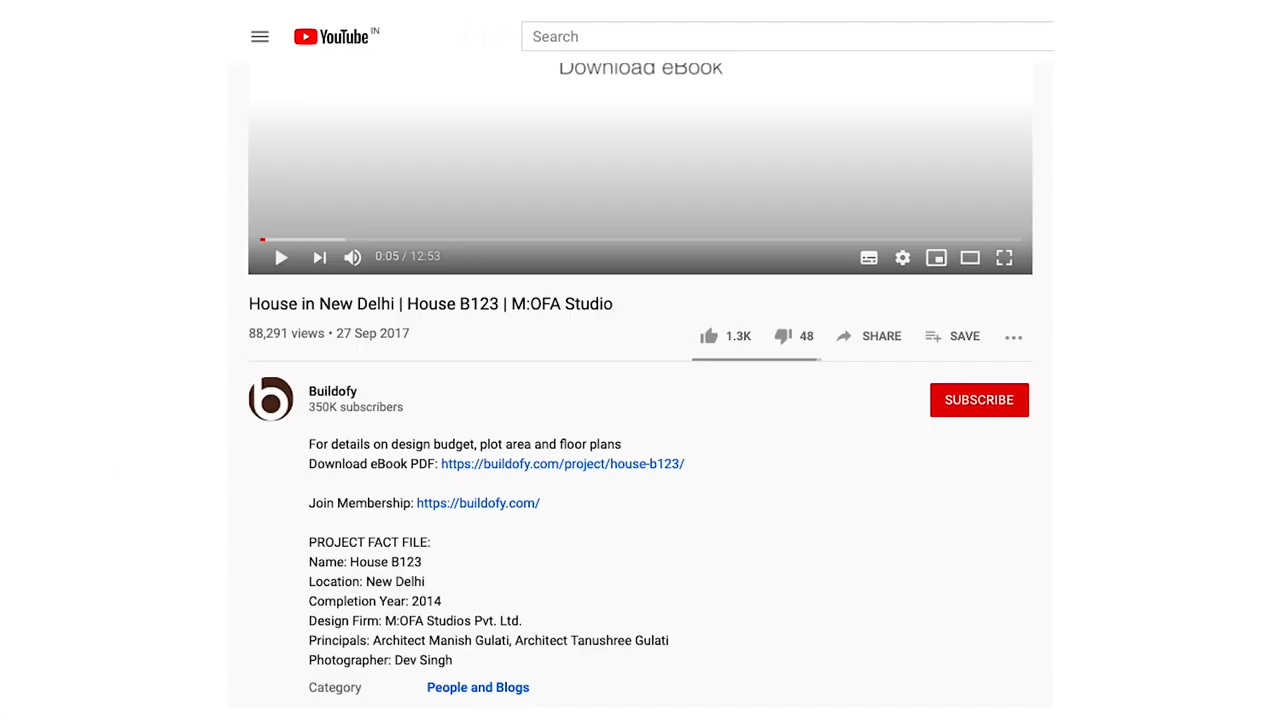 YouTube IN
Search
Download eBook
0:05 / 12:53
House in New Delhi | House B123 | M:OFA Studio
88,291 views • 27 Sep 2017
1.3K
48
SHARE
SAVE
Buildofy
350K subscribers
SUBSCRIBE
For details on design budget, plot area and floor plans
Download eBook PDF: https://buildofy.com/project/house-b123/
Join Membership: https://buildofy.com/
PROJECT FACT FILE:
Name: House B123
Location: New Delhi
Completion Year: 2014
Design Firm: M:OFA Studios Pvt. Ltd.
Principals: Architect Manish Gulati, Architect Tanushree Gulati
Photographer: Dev Singh
Category People and Blogs